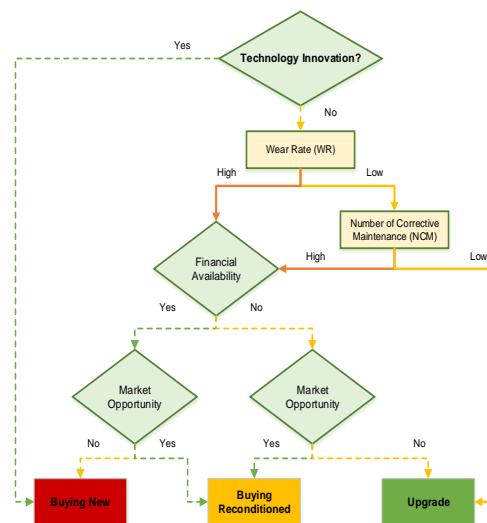 Yes
Technology Innovation?
No
Wear Rate (WR)
High
Low
Number of Corrective
Maintenance (NCM)
Financial
Availability
High
Low
Yes
No
Market
Opportunity
Market
Opportunity
No
Yes
Yes
No
Buying New
Buying
Reconditioned
Upgrade